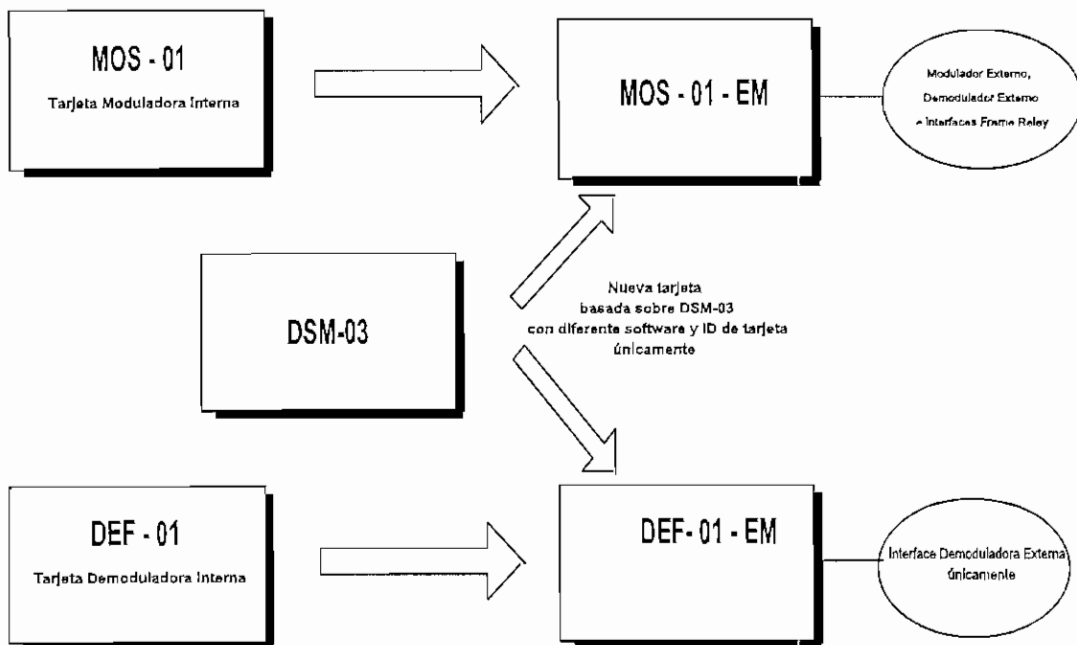 MOS - 01
Tarjeta Moduladora Interna
MOS - 01 - EM
Modulador Externo,
Demodulador Externo
e Interfaces Frame Relay
DSM-03
Nueva tarjeta
basada sobre DSM-03
con diferente software y ID de tarjeta
únicamente
DEF - 01
Tarjeta Demoduladora Interna
DEF- 01 - EM
Interface Demoduladora Externa
únicamente